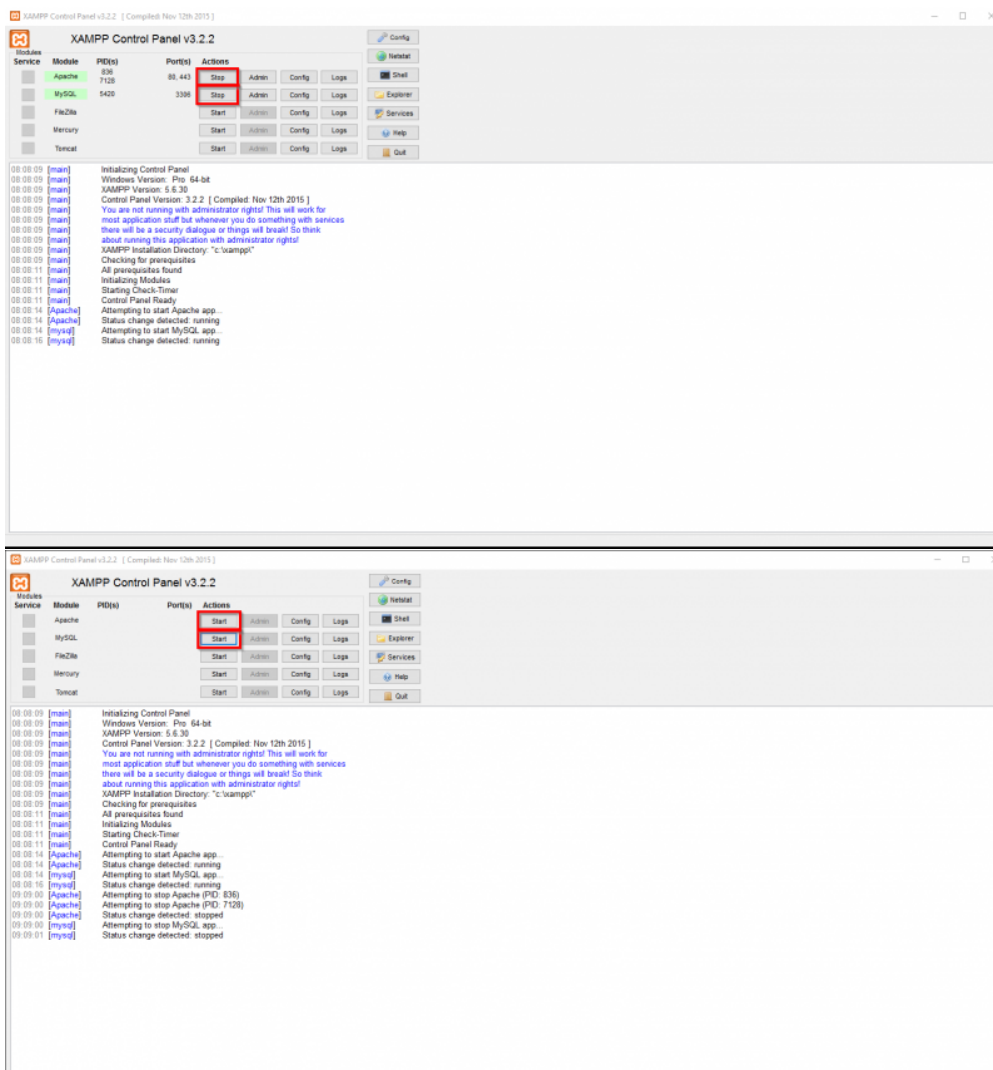 XAMPP Control Panel v3.2.2 [ Compiled: Nov 12th 2015 ]
XAMPP Control Panel v3.2.2
Config
Modules
Service Module PID(s) Port(s) Actions
Netstat
Apache 836 7128 80, 443 Stop Admin Config Logs
Shell
MySQL 5420 3306 Stop Admin Config Logs
Explorer
FileZilla Start Admin Config Logs
Services
Mercury Start Admin Config Logs
Help
Tomcat Start Admin Config Logs
Quit
08:08:09 [main] Initializing Control Panel
08:08:09 [main] Windows Version: Pro 64-bit
08:08:09 [main] XAMPP Version: 5.6.30
08:08:09 [main] Control Panel Version: 3.2.2 [ Compiled: Nov 12th 2015 ]
08:08:09 [main] You are not running with administrator rights! This will work for
08:08:09 [main] most application stuff but whenever you do something with services
08:08:09 [main] there will be a security dialogue or things will break! So think
08:08:09 [main] about running this application with administrator rights!
08:08:09 [main] XAMPP Installation Directory: "c:\xampp\"
08:08:09 [main] Checking for prerequisites
08:08:11 [main] All prerequisites found
08:08:11 [main] Initializing Modules
08:08:11 [main] Starting Check-Timer
08:08:11 [main] Control Panel Ready
08:08:14 [Apache] Attempting to start Apache app...
08:08:14 [Apache] Status change detected: running
08:08:14 [mysql] Attempting to start MySQL app...
08:08:16 [mysql] Status change detected: running
XAMPP Control Panel v3.2.2 [ Compiled: Nov 12th 2015 ]
XAMPP Control Panel v3.2.2
Config
Modules
Service Module PID(s) Port(s) Actions
Netstat
Apache Start Admin Config Logs
Shell
MySQL Start Admin Config Logs
Explorer
FileZilla Start Admin Config Logs
Services
Mercury Start Admin Config Logs
Help
Tomcat Start Admin Config Logs
Quit
08:08:09 [main] Initializing Control Panel
08:08:09 [main] Windows Version: Pro 64-bit
08:08:09 [main] XAMPP Version: 5.6.30
08:08:09 [main] Control Panel Version: 3.2.2 [ Compiled: Nov 12th 2015 ]
08:08:09 [main] You are not running with administrator rights! This will work for
08:08:09 [main] most application stuff but whenever you do something with services
08:08:09 [main] there will be a security dialogue or things will break! So think
08:08:09 [main] about running this application with administrator rights!
08:08:09 [main] XAMPP Installation Directory: "c:\xampp\"
08:08:09 [main] Checking for prerequisites
08:08:11 [main] All prerequisites found
08:08:11 [main] Initializing Modules
08:08:11 [main] Starting Check-Timer
08:08:11 [main] Control Panel Ready
08:08:14 [Apache] Attempting to start Apache app...
08:08:14 [Apache] Status change detected: running
08:08:14 [mysql] Attempting to start MySQL app...
08:08:16 [mysql] Status change detected: running
09:09:00 [Apache] Attempting to stop Apache (PID: 836)
09:09:00 [Apache] Attempting to stop Apache (PID: 7128)
09:09:00 [Apache] Status change detected: stopped
09:09:00 [mysql] Attempting to stop MySQL app...
09:09:01 [mysql] Status change detected: stopped